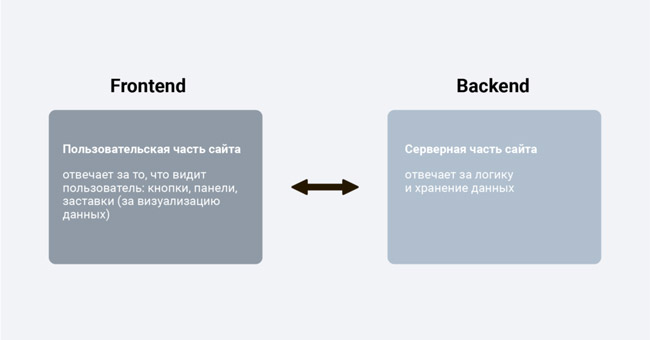 Frontend
Backend
Пользовательская часть сайта
отвечает за то, что видит
пользователь: кнопки, панели,
заставки (за визуализацию
данных)
Серверная часть сайта
отвечает за логику
и хранение данных